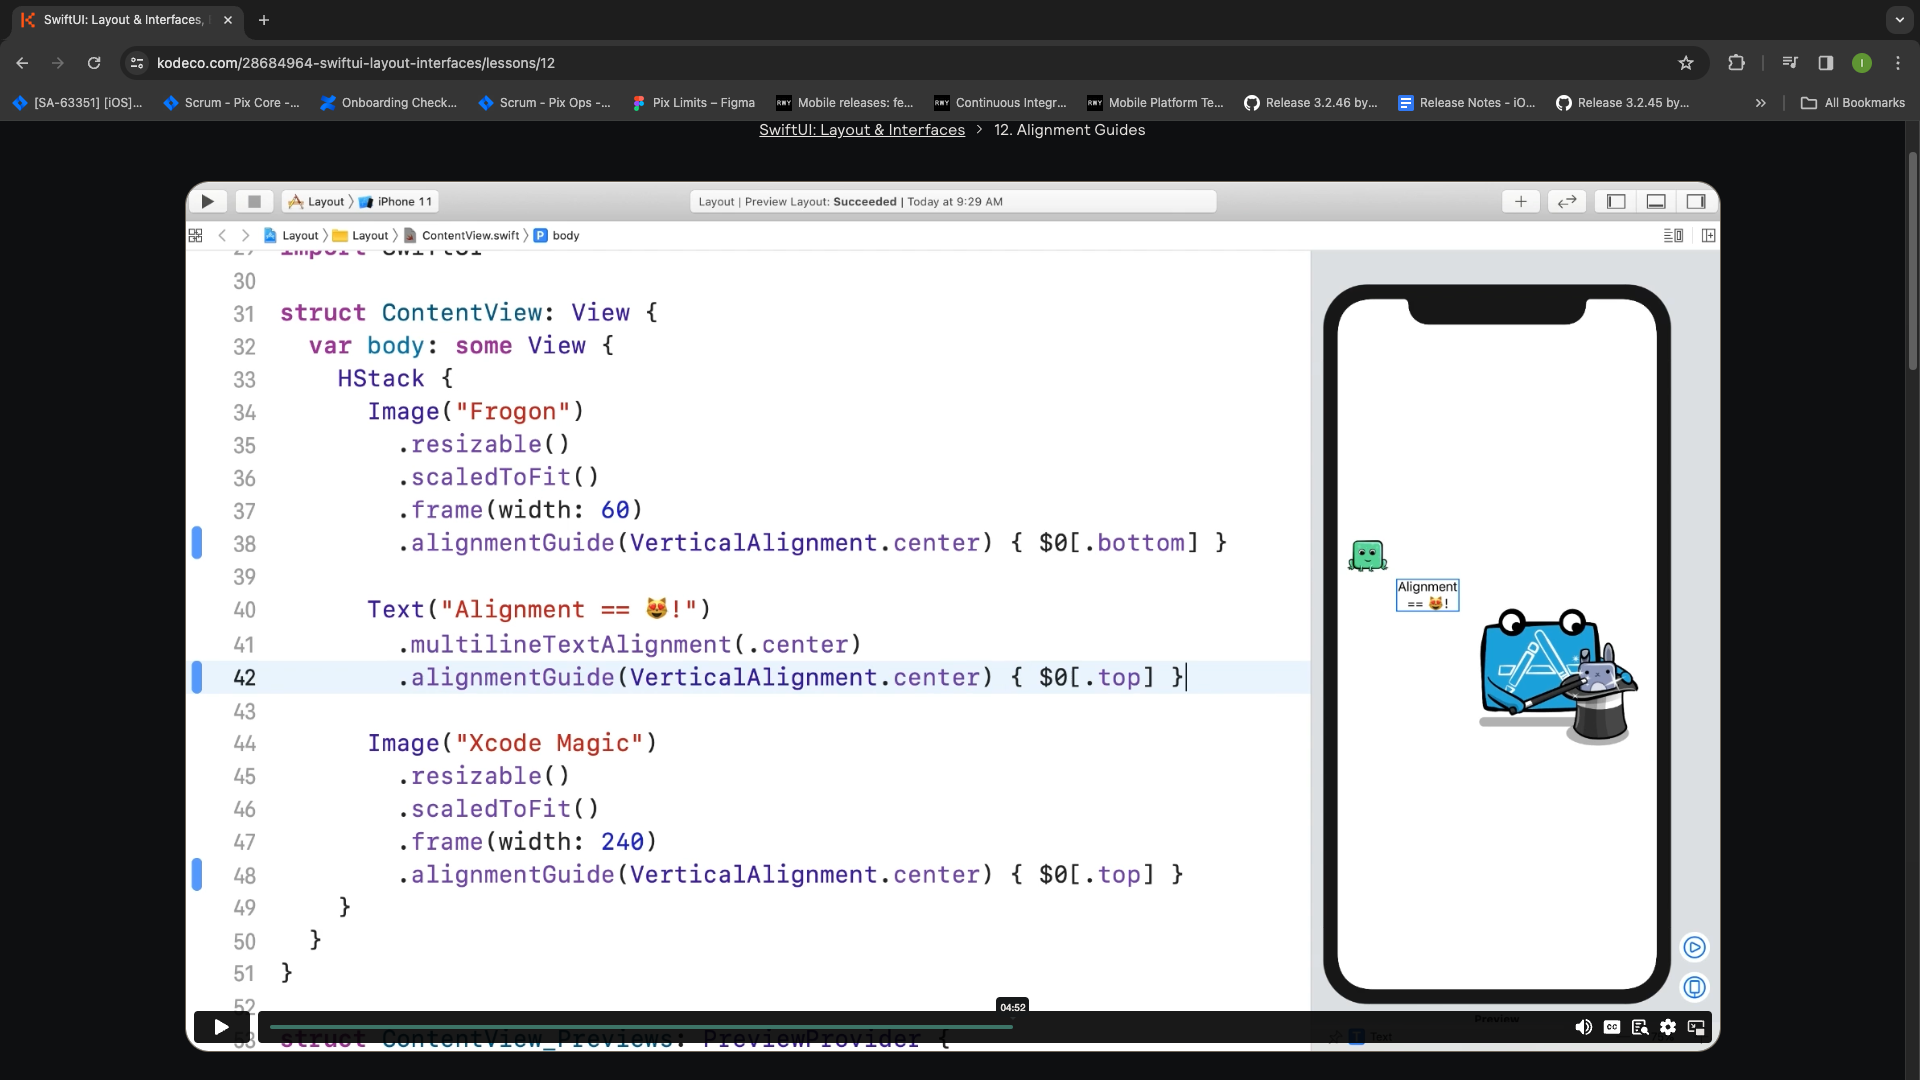 SwiftUI: Layout & Interfaces,
kodeco.com/28684964-swiftui-layout-interfaces/lessons/12
[SA-63351] [iOS]...
Scrum - Pix Core -...
Onboarding Check...
Scrum - Pix Ops -...
Pix Limits – Figma
RWY Mobile releases: fe...
RWY Continuous Integr...
RWY Mobile Platform Te...
Release 3.2.46 by...
Release Notes - iO...
Release 3.2.45 by...
»
All Bookmarks
SwiftUI: Layout & Interfaces > 12. Alignment Guides
Layout > iPhone 11
Layout | Preview Layout: Succeeded | Today at 9:29 AM
Layout > Layout > ContentView.swift > P body
29 import SwiftUI
30
31 struct ContentView: View {
32 var body: some View {
33 HStack {
34 Image("Frogon")
35 .resizable()
36 .scaledToFit()
37 .frame(width: 60)
38 .alignmentGuide(VerticalAlignment.center) { $0[.bottom] }
39
40 Text("Alignment == 😻!")
41 .multilineTextAlignment(.center)
42 .alignmentGuide(VerticalAlignment.center) { $0[.top] }
43
44 Image("Xcode Magic")
45 .resizable()
46 .scaledToFit()
47 .frame(width: 240)
48 .alignmentGuide(VerticalAlignment.center) { $0[.top] }
49 }
50 }
51 }
52
53 struct ContentView_Previews: PreviewProvider {
Alignment
== 😻!
04:52
Preview
Text
CC
I